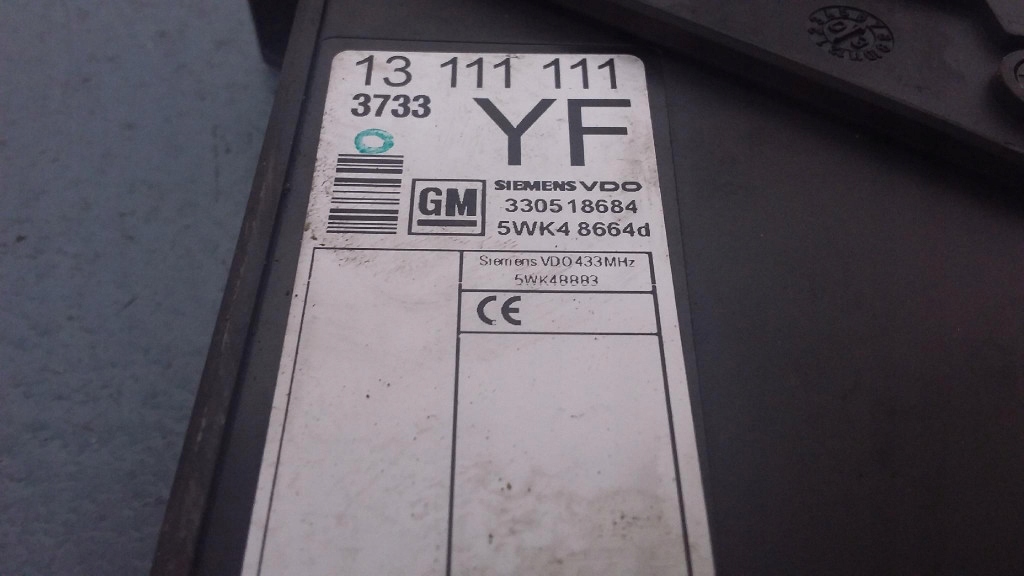 13 111 111
3733
YF
GM
SIEMENS VDO
330518684
5WK4 8664d
Siemens VDO 433MHz
5WK48883
CE